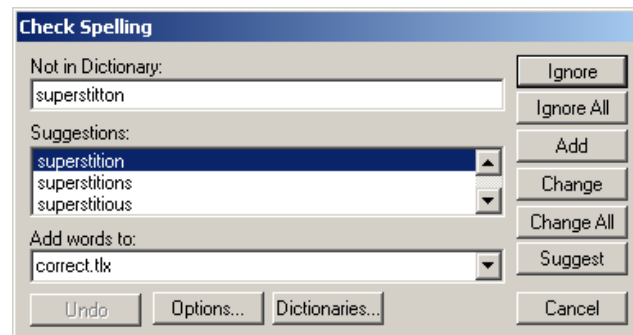 Check Spelling
Not in Dictionary:
superstitton
Suggestions:
superstition
superstitions
superstitious
Add words to:
correct.tlx
Ignore
Ignore All
Add
Change
Change All
Suggest
Undo
Options...
Dictionaries...
Cancel